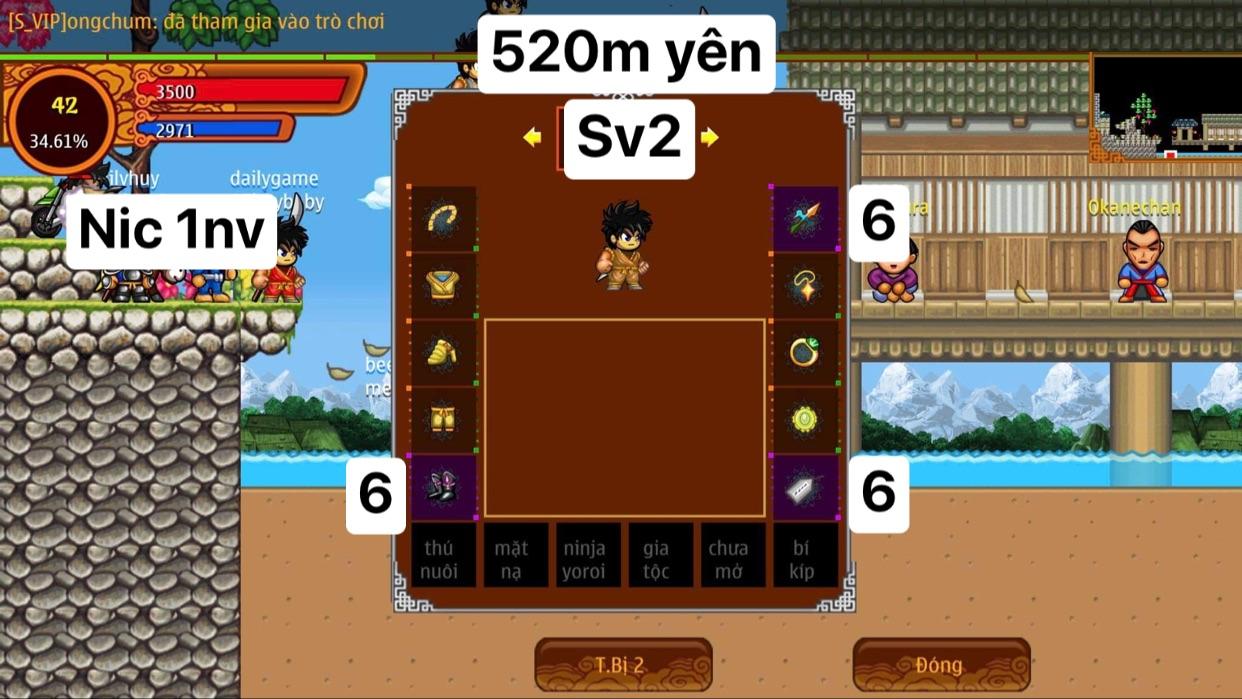 [S_VIP]ongchum: đã tham gia vào trò chơi
520m yên
42
3500
34.61%
2971
Sv2
ilvhuy
dailygame
Nic 1nv
6
Okanechan
6
6
thú nuôi
mặt nạ
ninja yoroi
gia tộc
chưa mở
bí kíp
T.Bị 2
Đóng